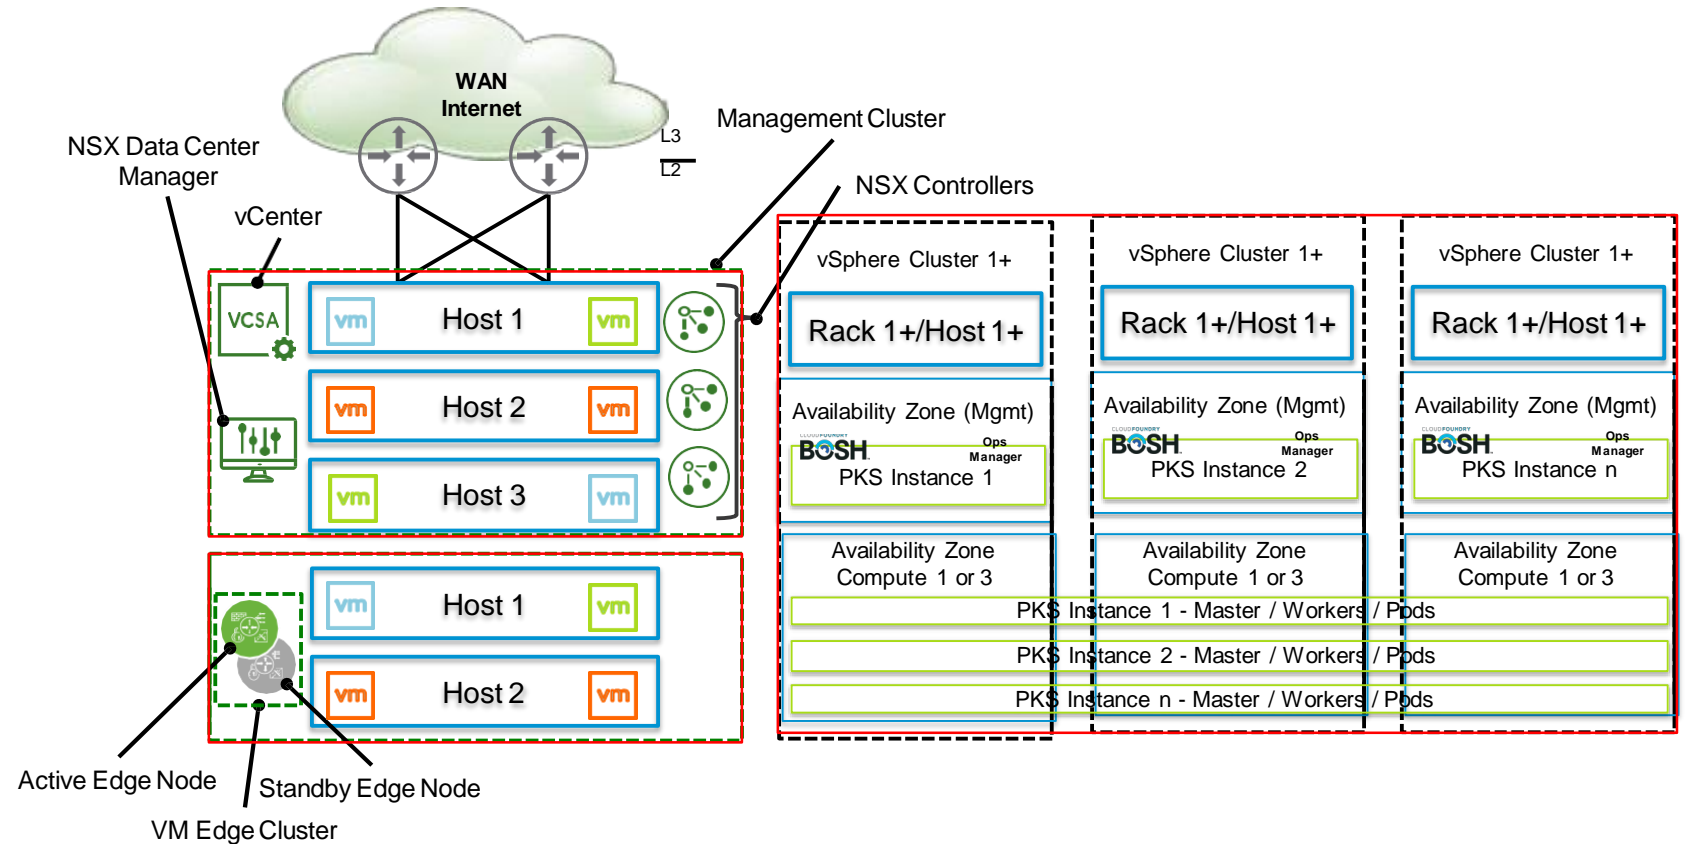 WAN
Internet
L3
L2
Management Cluster
NSX Data Center
Manager
NSX Controllers
vCenter
VCSA
vm
Host 1
vm
vm
Host 2
vm
vm
Host 3
vm
vm
Host 1
vm
vm
Host 2
vm
Active Edge Node
Standby Edge Node
VM Edge Cluster
vSphere Cluster 1+
Rack 1+/Host 1+
Availability Zone (Mgmt)
CLOUD FOUNDRY
BOSH
Ops
Manager
PKS Instance 1
Availability Zone
Compute 1 or 3
vSphere Cluster 1+
Rack 1+/Host 1+
Availability Zone (Mgmt)
CLOUD FOUNDRY
BOSH
Ops
Manager
PKS Instance 2
Availability Zone
Compute 1 or 3
vSphere Cluster 1+
Rack 1+/Host 1+
Availability Zone (Mgmt)
CLOUD FOUNDRY
BOSH
Ops
Manager
PKS Instance n
Availability Zone
Compute 1 or 3
PKS Instance 1 - Master / Workers / Pods
PKS Instance 2 - Master / Workers / Pods
PKS Instance n - Master / Workers / Pods